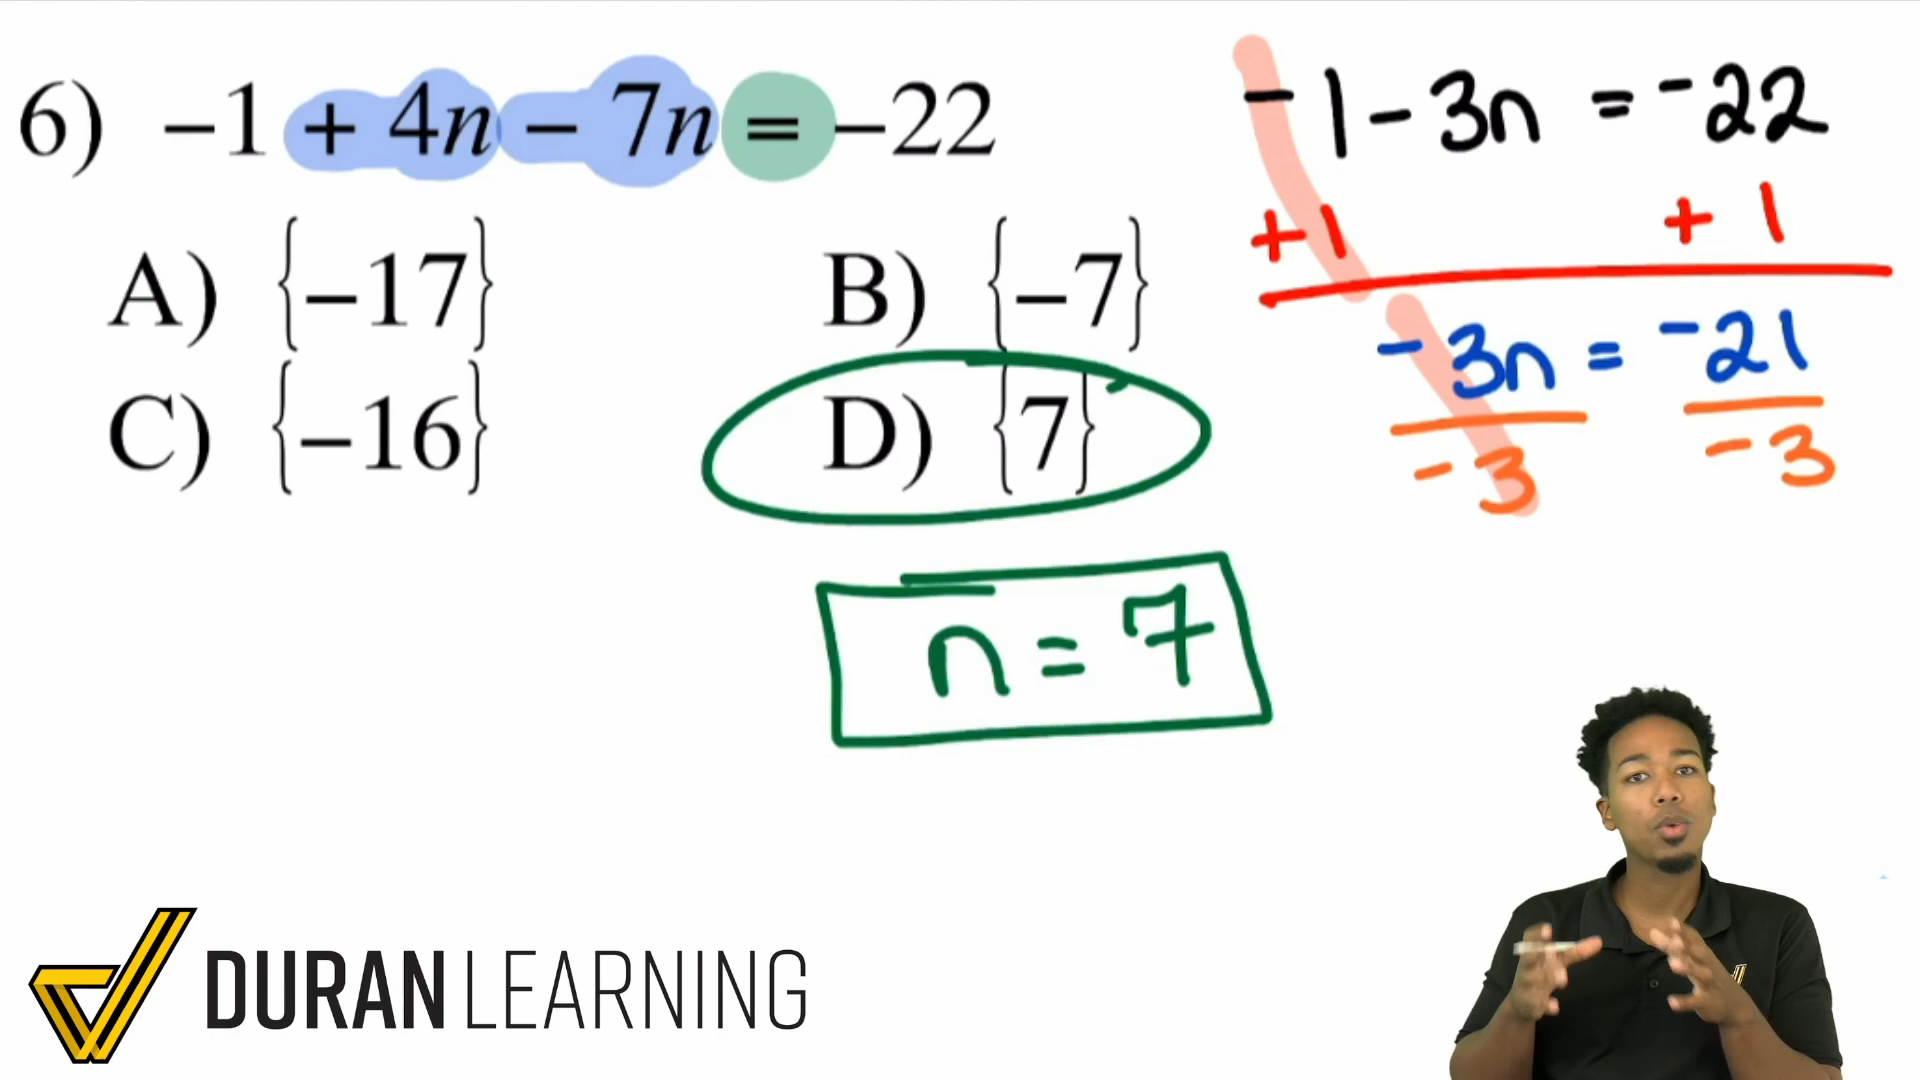 6) −1 + 4n − 7n = −22
A) {−17}
B) {−7}
C) {−16}
D) {7}
-1 - 3n = -22
+1 +1
-3n = -21
-3 -3
n = 7
DURAN LEARNING